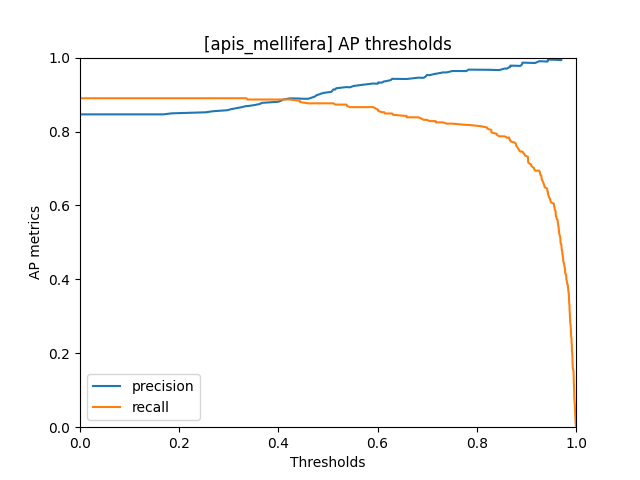 [apis_mellifera] AP thresholds
1.0
0.8
0.6
0.4
0.2
0.0
AP metrics
precision
recall
0.0 0.2 0.4 0.6 0.8 1.0
Thresholds